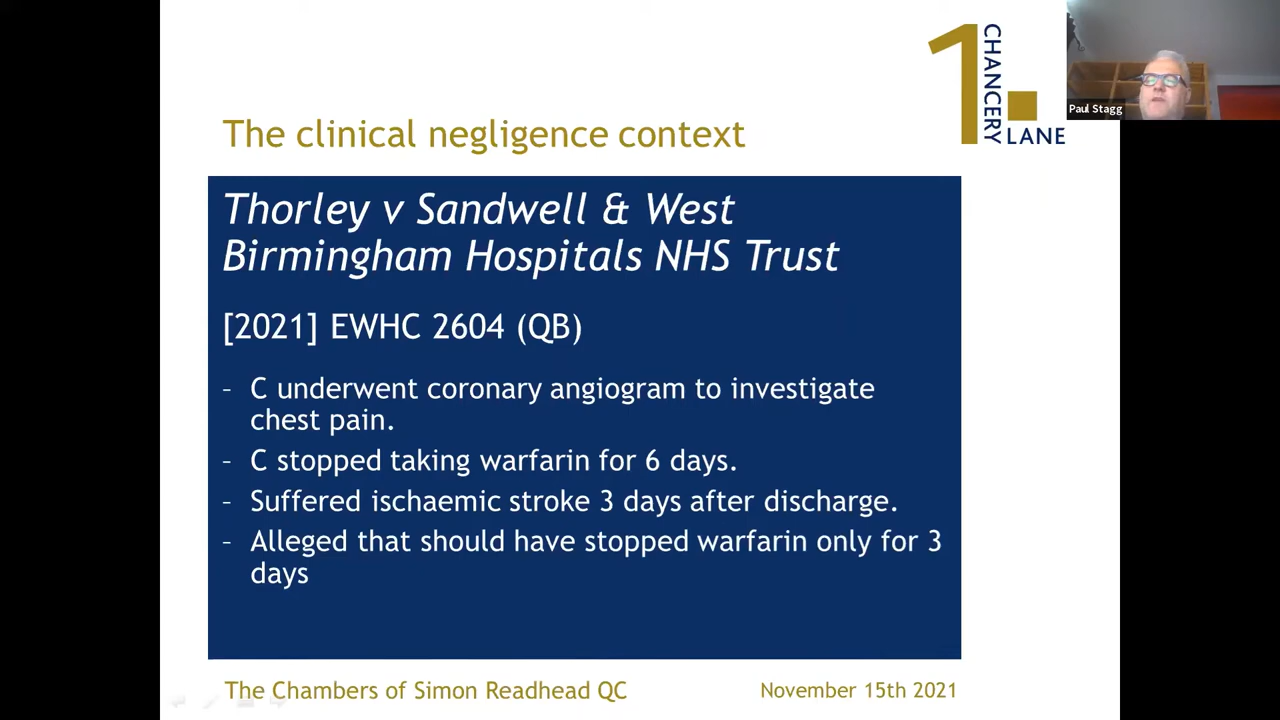 1
CHANCERY
LANE
Paul Stagg
The clinical negligence context
Thorley v Sandwell & West
Birmingham Hospitals NHS Trust
[2021] EWHC 2604 (QB)
– C underwent coronary angiogram to investigate
chest pain.
– C stopped taking warfarin for 6 days.
– Suffered ischaemic stroke 3 days after discharge.
– Alleged that should have stopped warfarin only for 3
days
The Chambers of Simon Readhead QC
November 15th 2021